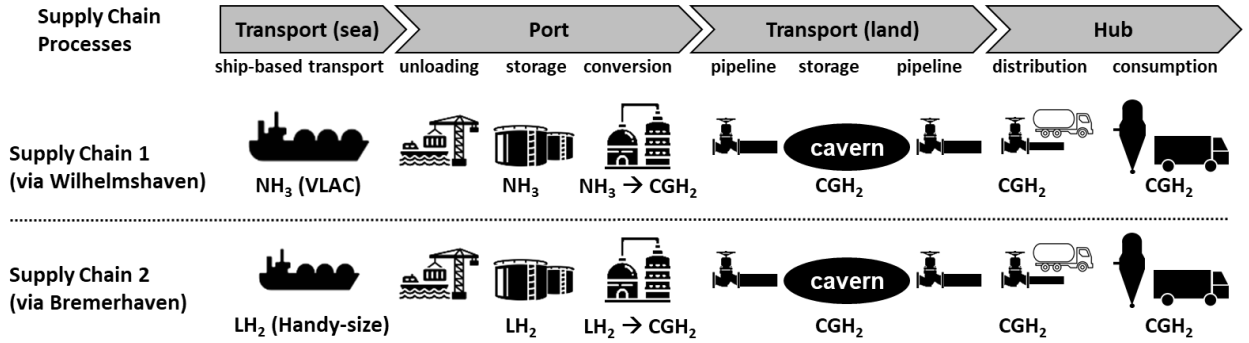 Supply Chain
Processes
Transport (sea)
Port
Transport (land)
Hub
ship-based transport
unloading
storage
conversion
pipeline
storage
pipeline
distribution
consumption
Supply Chain 1
(via Wilhelmshaven)
cavern
NH₃ (VLAC)
NH₃
NH₃ → CGH₂
CGH₂
CGH₂
CGH₂
Supply Chain 2
(via Bremerhaven)
cavern
LH₂ (Handy-size)
LH₂
LH₂ → CGH₂
CGH₂
CGH₂
CGH₂